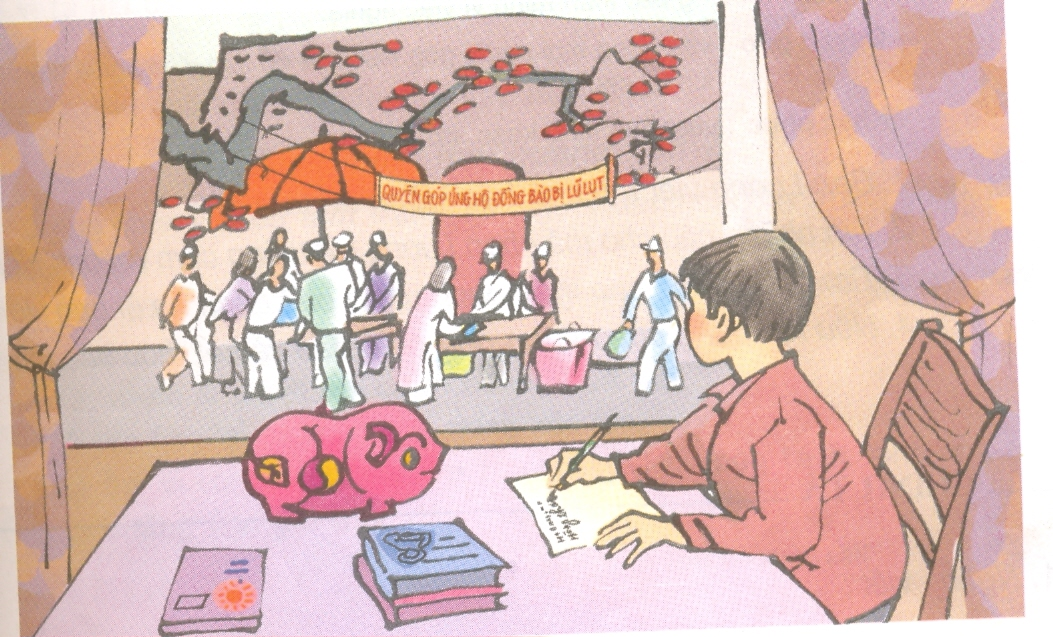 QUYÊN GÓP ỦNG HỘ ĐỒNG BÀO BỊ LŨ LỤT